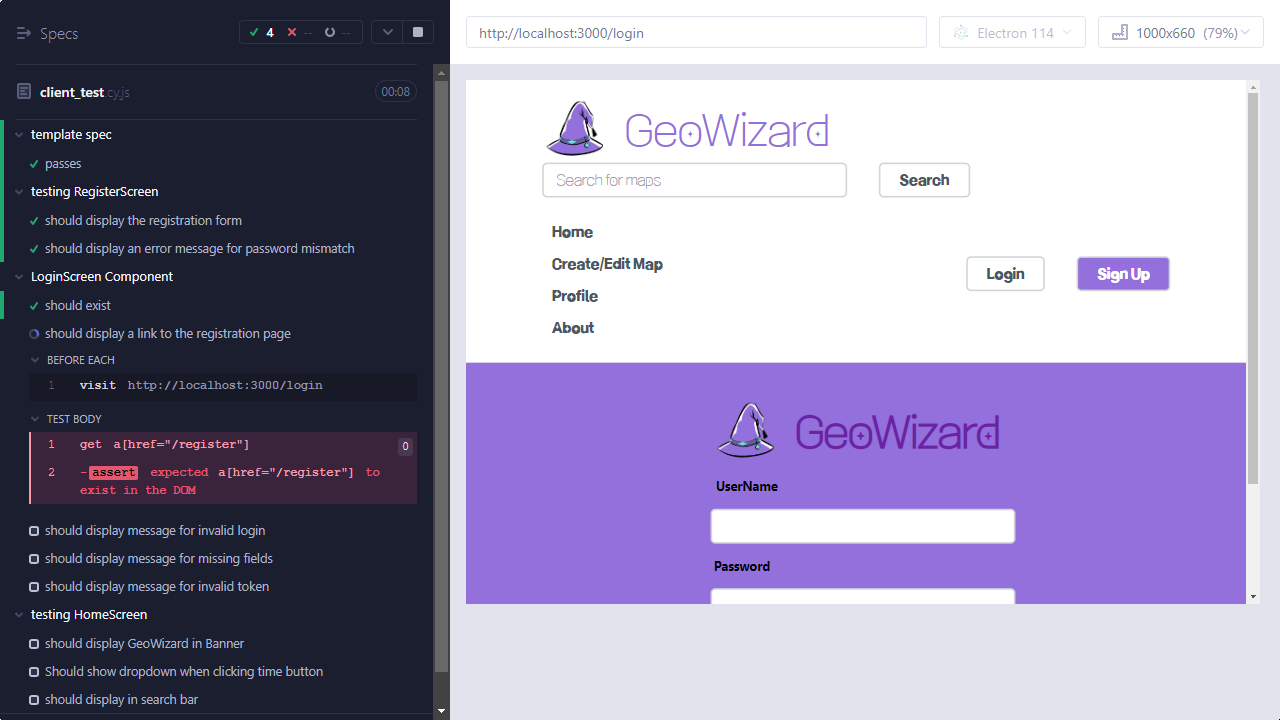 Specs
4
--
--
client_test.cy.js
00:08
template spec
passes
testing RegisterScreen
should display the registration form
should display an error message for password mismatch
LoginScreen Component
should exist
should display a link to the registration page
BEFORE EACH
1 visit http://localhost:3000/login
TEST BODY
1 get a[href="/register"] 0
2 -assert expected a[href="/register"] to
exist in the DOM
should display message for invalid login
should display message for missing fields
should display message for invalid token
testing HomeScreen
should display GeoWizard in Banner
Should show dropdown when clicking time button
should display in search bar
http://localhost:3000/login
Electron 114
1000x660 (79%)
GeoWizard
Search for maps
Search
Home
Create/Edit Map
Profile
About
Login
Sign Up
GeoWizard
UserName
Password